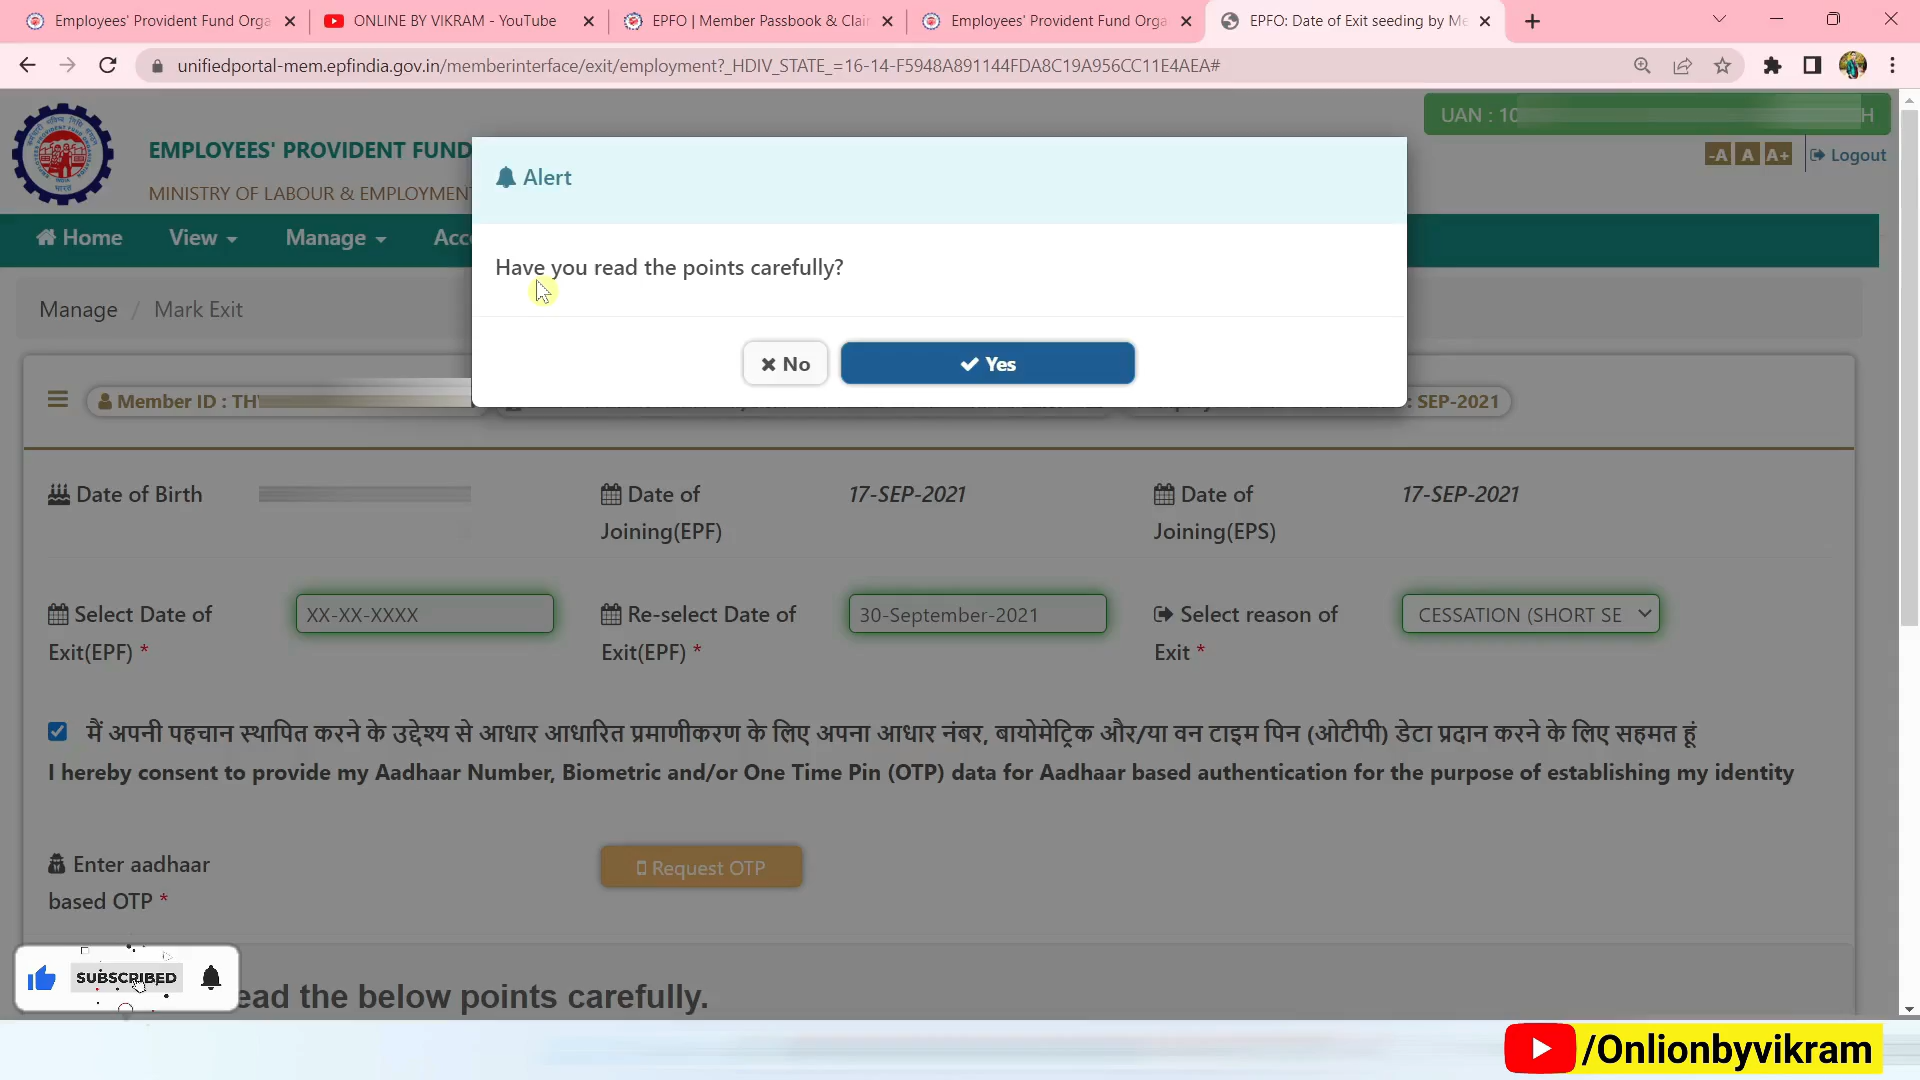 Employees' Provident Fund Orga
ONLINE BY VIKRAM - YouTube
EPFO | Member Passbook & Clai
Employees' Provident Fund Orga
EPFO: Date of Exit seeding by Me
unifiedportal-mem.epfindia.gov.in/memberinterface/exit/employment?_HDIV_STATE_=16-14-F5948A891144FDA8C19A956CC11E4AEA#
UAN : 10
H
EMPLOYEES' PROVIDENT FUND
MINISTRY OF LABOUR & EMPLOYMENT
-A A A+ Logout
Alert
Home View Manage Acc
Have you read the points carefully?
Manage / Mark Exit
No Yes
Member ID : TH
: SEP-2021
Date of Birth
Date of Joining(EPF)
17-SEP-2021
Date of Joining(EPS)
17-SEP-2021
Select Date of Exit(EPF) *
XX-XX-XXXX
Re-select Date of Exit(EPF) *
30-September-2021
Select reason of Exit *
CESSATION (SHORT SE
मैं अपनी पहचान स्थापित करने के उद्देश्य से आधार आधारित प्रमाणीकरण के लिए अपना आधार नंबर, बायोमेट्रिक और/या वन टाइम पिन (ओटीपी) डेटा प्रदान करने के लिए सहमत हूं
I hereby consent to provide my Aadhaar Number, Biometric and/or One Time Pin (OTP) data for Aadhaar based authentication for the purpose of establishing my identity
Enter aadhaar based OTP *
Request OTP
SUBSCRIBED
ead the below points carefully.
/Onlionbyvikram